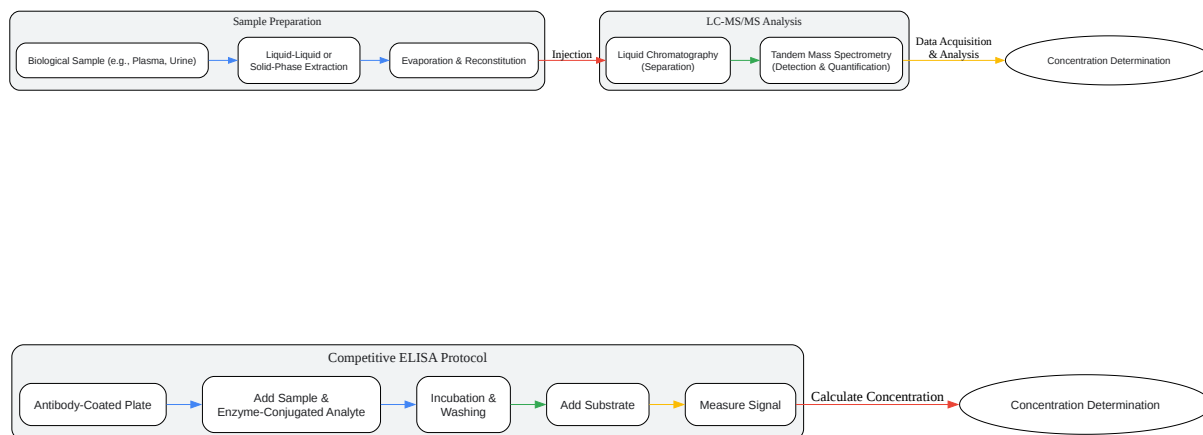 Sample Preparation
Biological Sample (e.g., Plasma, Urine)
Liquid-Liquid or
Solid-Phase Extraction
Evaporation & Reconstitution
Injection
LC-MS/MS Analysis
Liquid Chromatography
(Separation)
Tandem Mass Spectrometry
(Detection & Quantification)
Data Acquisition
& Analysis
Concentration Determination
Competitive ELISA Protocol
Antibody-Coated Plate
Add Sample &
Enzyme-Conjugated Analyte
Incubation &
Washing
Add Substrate
Measure Signal
Calculate Concentration
Concentration Determination